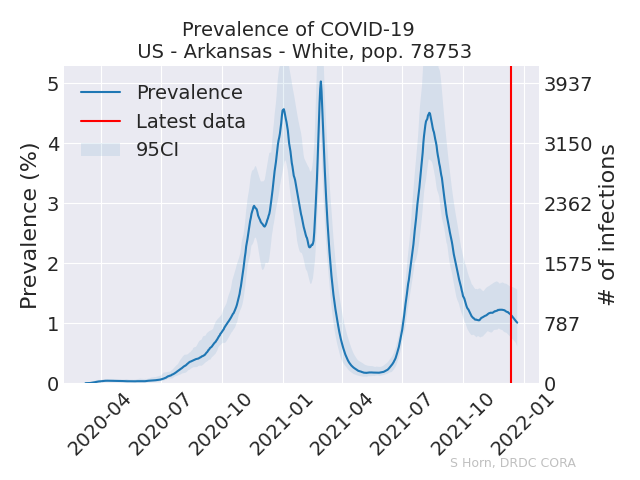 Prevalence of COVID-19
US - Arkansas - White, pop. 78753
Prevalence
Latest data
95CI
Prevalence (%)
5
4
3
2
1
0
3937
3150
2362
1575
787
0
# of infections
2020-04
2020-07
2020-10
2021-01
2021-04
2021-07
2021-10
2022-01
S Horn, DRDC CORA